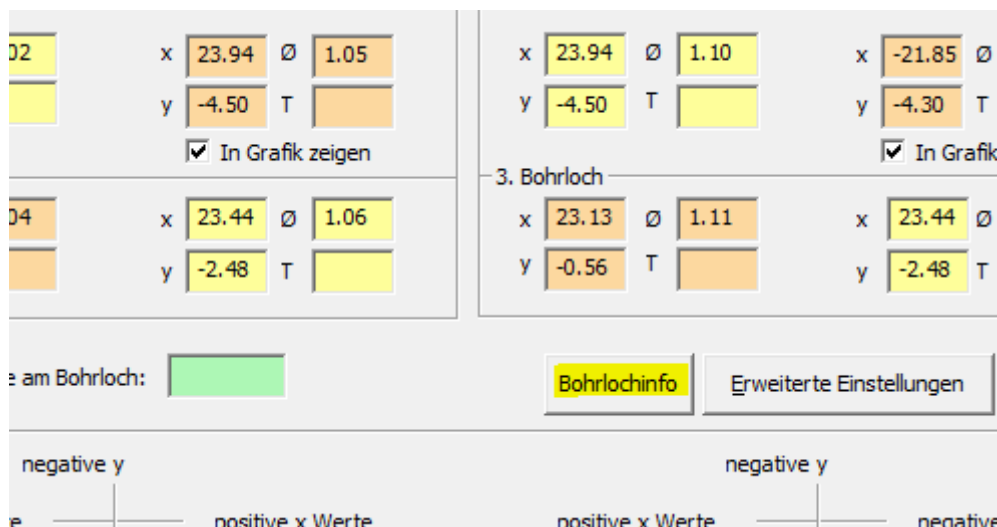 02 x 23.94 Ø 1.05 x 23.94 Ø 1.10 x -21.85 Ø
y -4.50 T y -4.50 T y -4.30 T
In Grafik zeigen In Grafik
3. Bohrloch
04 x 23.44 Ø 1.06 x 23.13 Ø 1.11 x 23.44 Ø
y -2.48 T y -0.56 T y -2.48 T
e am Bohrloch: Bohrlochinfo Erweiterte Einstellungen
negative y negative y
te positive x Werte positive x Werte negative